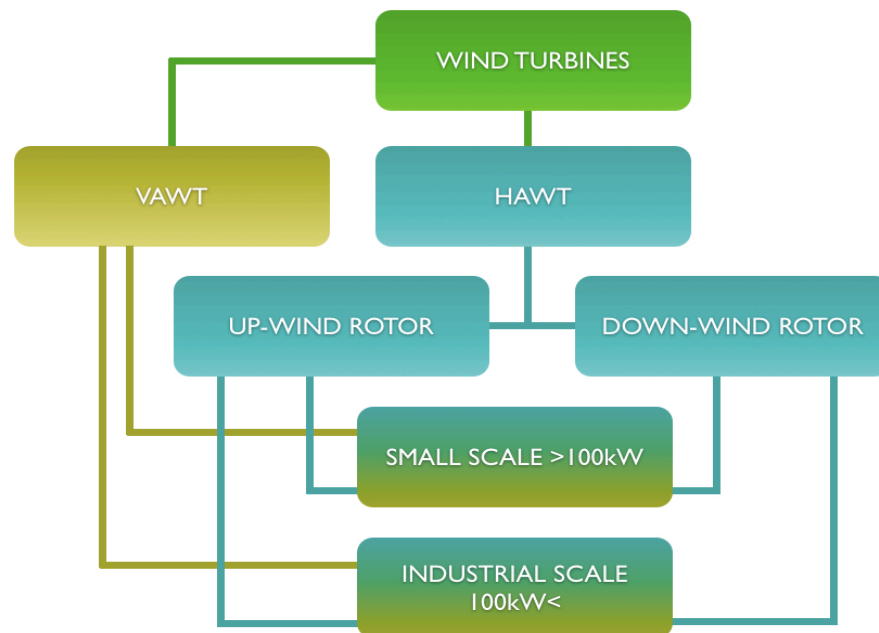 WIND TURBINES
VAWT
HAWT
UP-WIND ROTOR
DOWN-WIND ROTOR
SMALL SCALE >100kW
INDUSTRIAL SCALE
100kW<